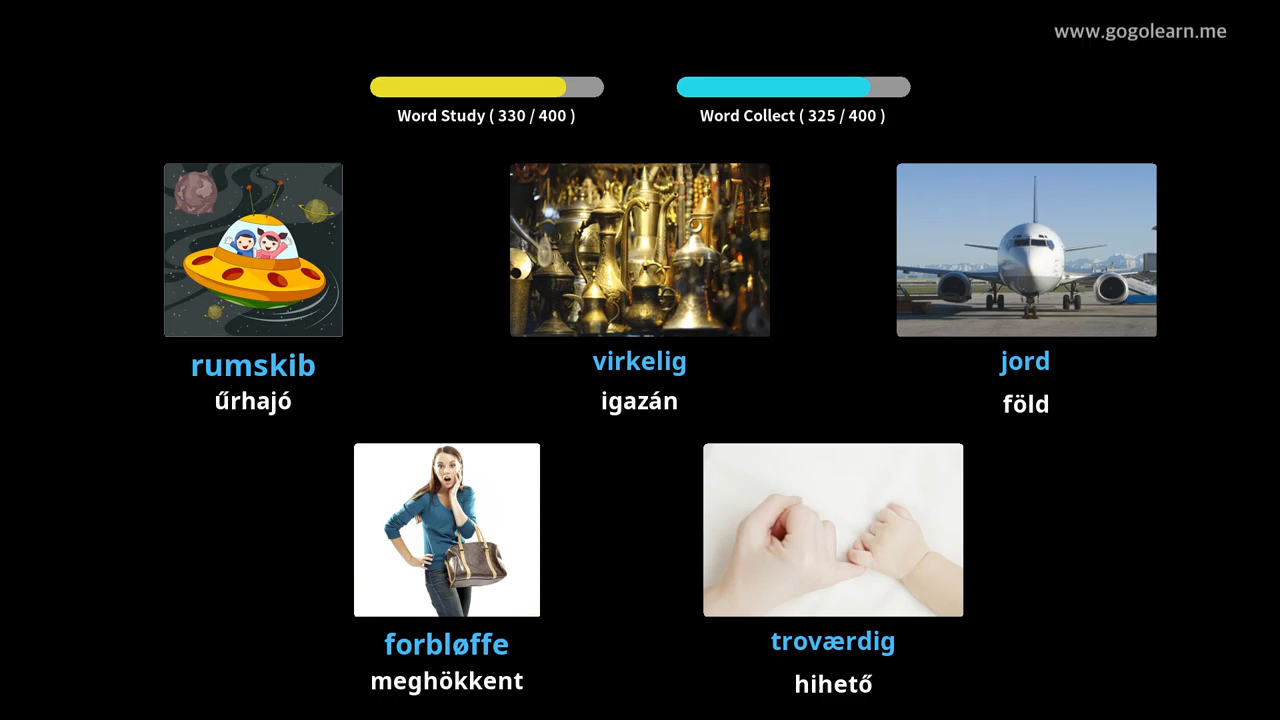 www.gogolearn.me
Word Study ( 330 / 400 )
Word Collect ( 325 / 400 )
rumskib
űrhajó
virkelig
igazán
jord
föld
forbløffe
meghökkent
troværdig
hihető